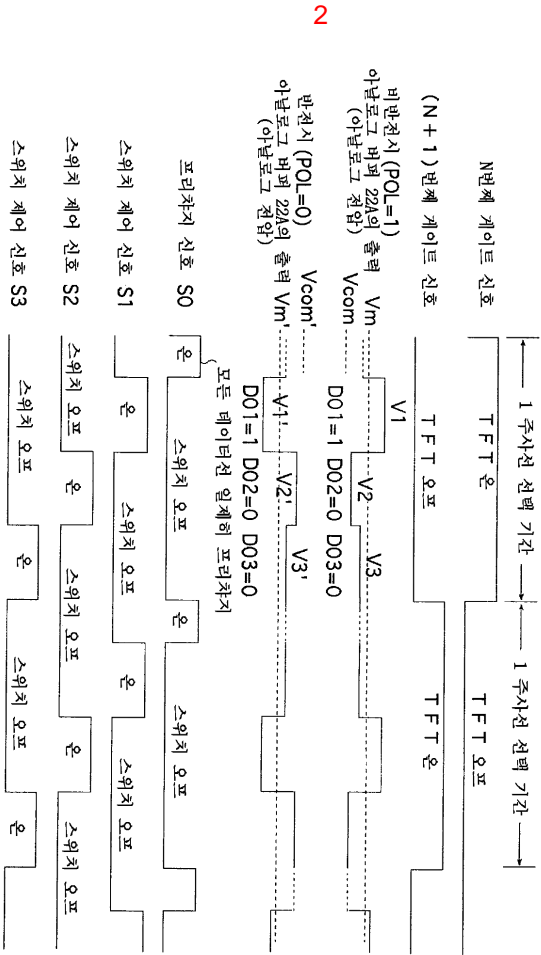 2
1 주사선 선택 기간
1 주사선 선택 기간
N번째 게이트 신호
TFT 온
TFT 오프
(N+1)번째 게이트 신호
TFT 오프
TFT 온
비반전시(POL=1)
아날로그 버퍼 22A의 출력 Vm
(아날로그 전압)
Vcom
V1
V2
V3
D01=1 D02=0 D03=0
반전시(POL=0)
아날로그 버퍼 22A의 출력 Vm'
(아날로그 전압)
Vcom'
V1'
V2'
V3'
D01=1 D02=0 D03=0
모든 데이터선 일제히 프리챠지
프리챠지 신호 S0
온
스위치 오프
온
스위치 오프
스위치 제어 신호 S1
온
스위치 오프
온
스위치 오프
스위치 제어 신호 S2
스위치 오프
온
스위치 오프
온
스위치 오프
스위치 제어 신호 S3
스위치 오프
온
스위치 오프
온